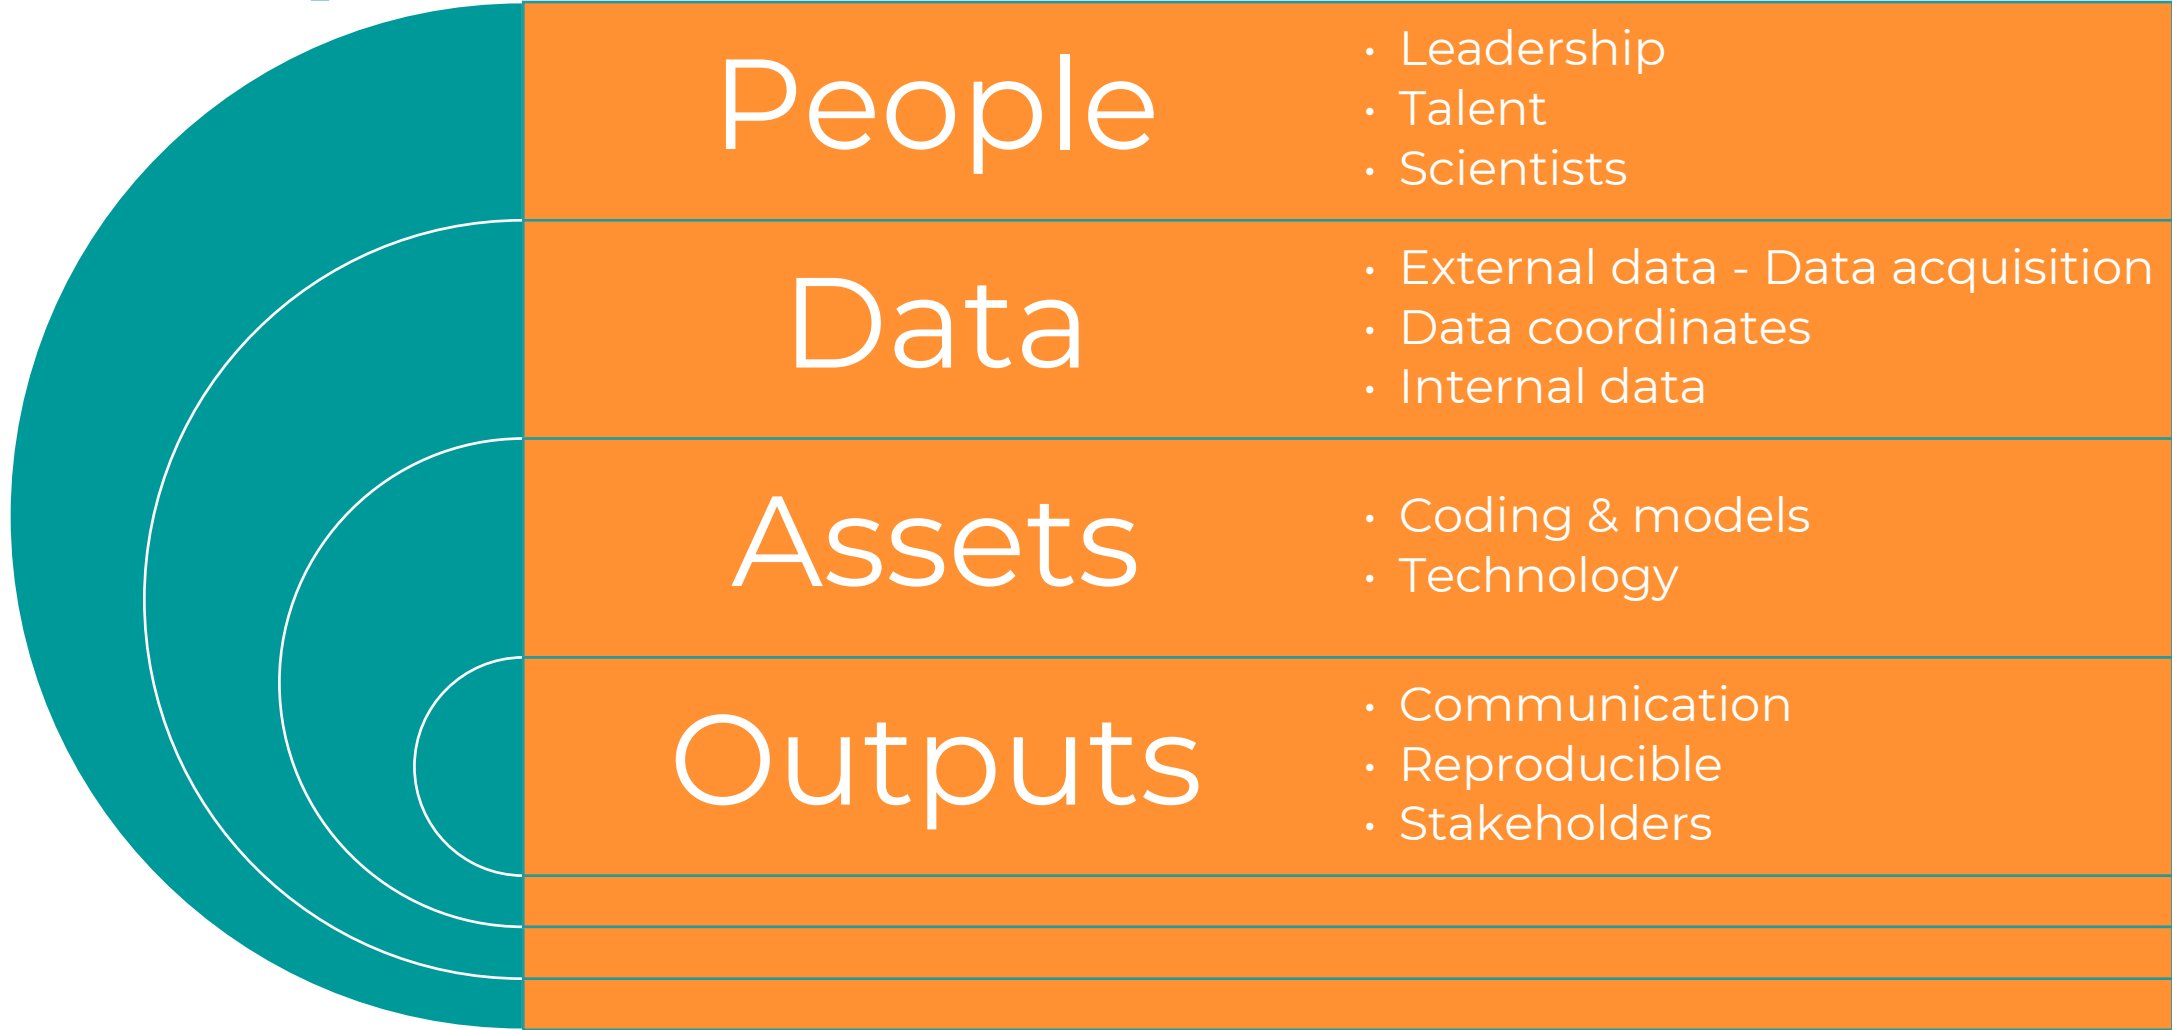 People
• Leadership
• Talent
• Scientists
Data
• External data - Data acquisition
• Data coordinates
• Internal data
Assets
• Coding & models
• Technology
Outputs
• Communication
• Reproducible
• Stakeholders